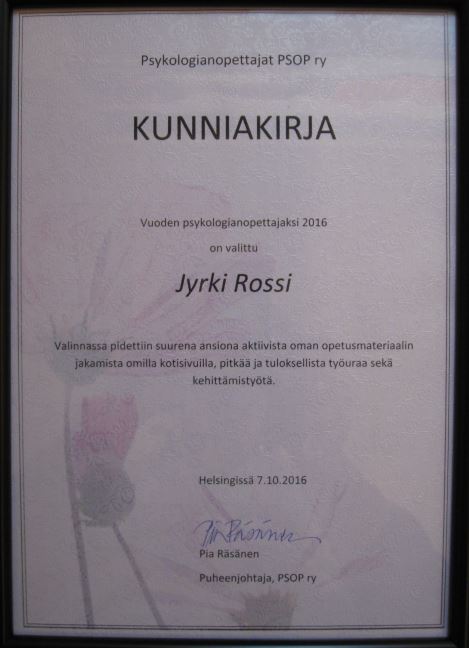 Psykologianopettajat PSOP ry
KUNNIAKIRJA
Vuoden psykologianopettajaksi 2016
on valittu
Jyrki Rossi
Valinnassa pidettiin suurena ansiona aktiivista oman opetusmateriaalin
jakamista omilla kotisivuilla, pitkää ja tuloksellista työuraa sekä
kehittämistyötä.
Helsingissä 7.10.2016
Pia Räsänen
Pia Räsänen
Puheenjohtaja, PSOP ry